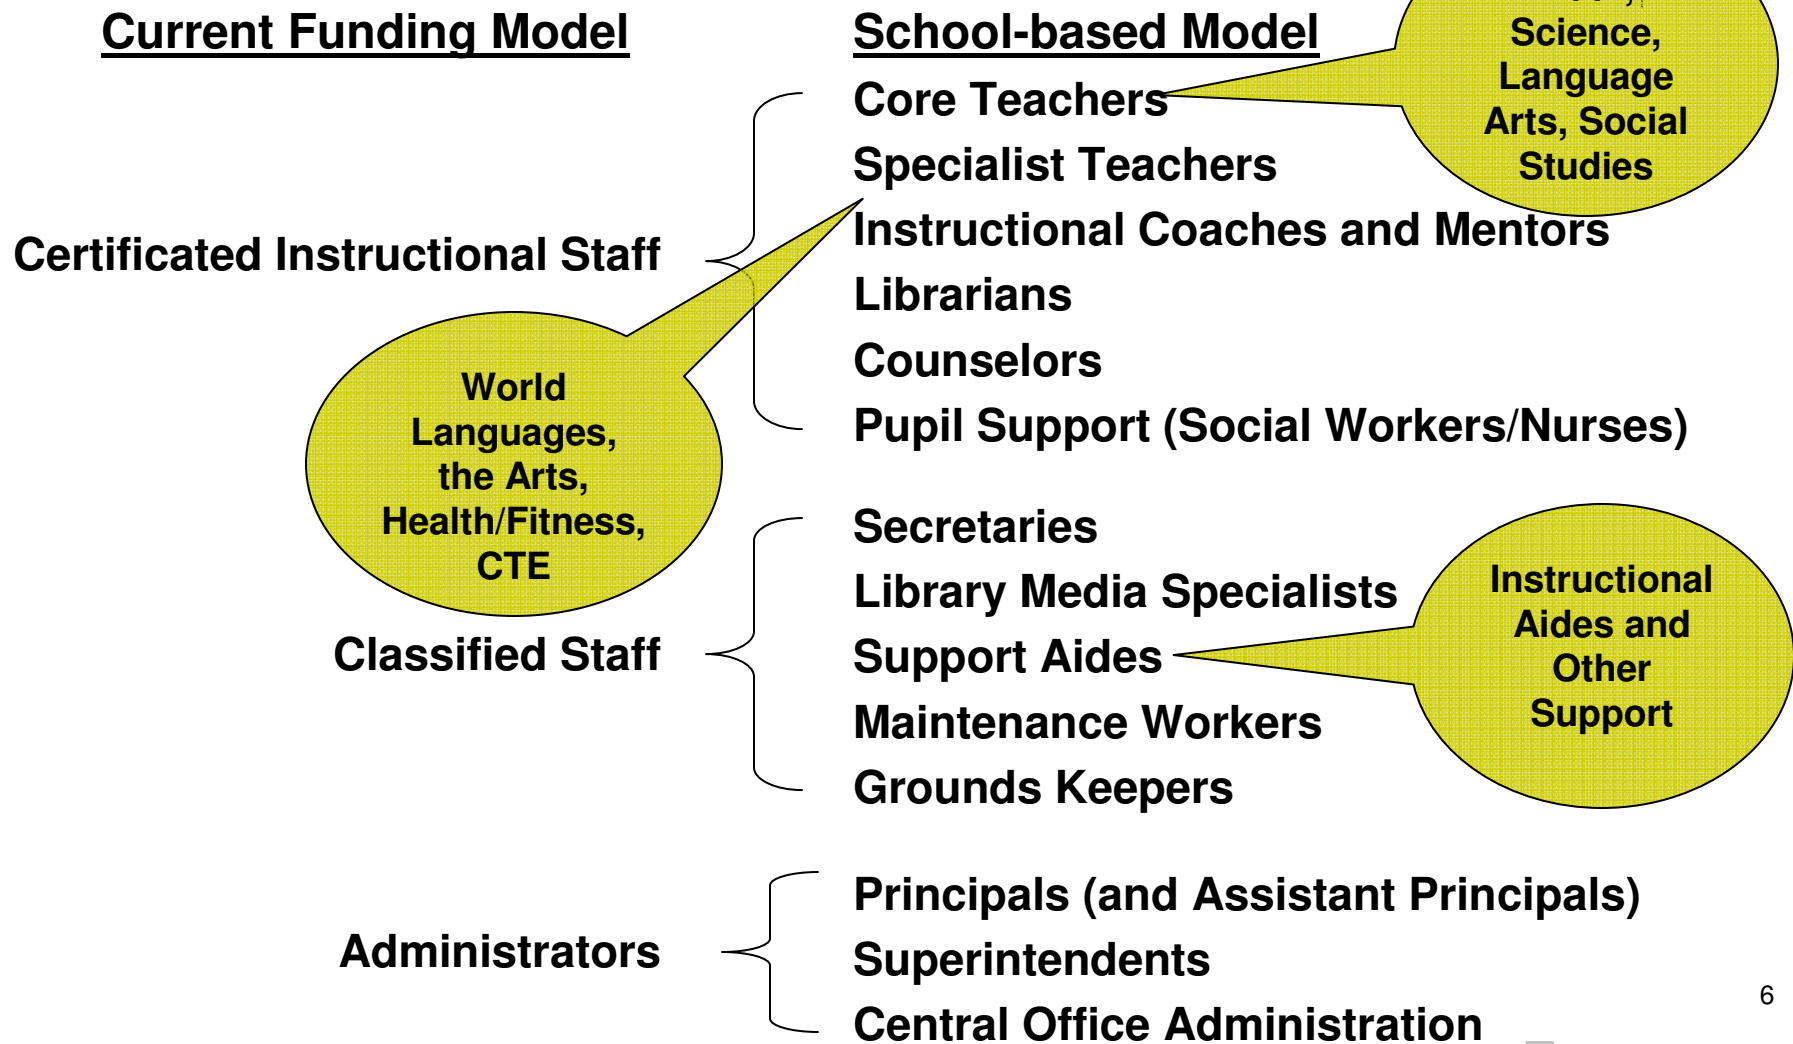 Current Funding Model
School-based Model
Science,
Language
Arts, Social
Studies
Core Teachers
Specialist Teachers
Instructional Coaches and Mentors
Librarians
Counselors
Pupil Support (Social Workers/Nurses)
Certificated Instructional Staff
World
Languages,
the Arts,
Health/Fitness,
CTE
Secretaries
Library Media Specialists
Support Aides
Maintenance Workers
Grounds Keepers
Classified Staff
Instructional
Aides and
Other
Support
Principals (and Assistant Principals)
Superintendents
Central Office Administration
Administrators
6